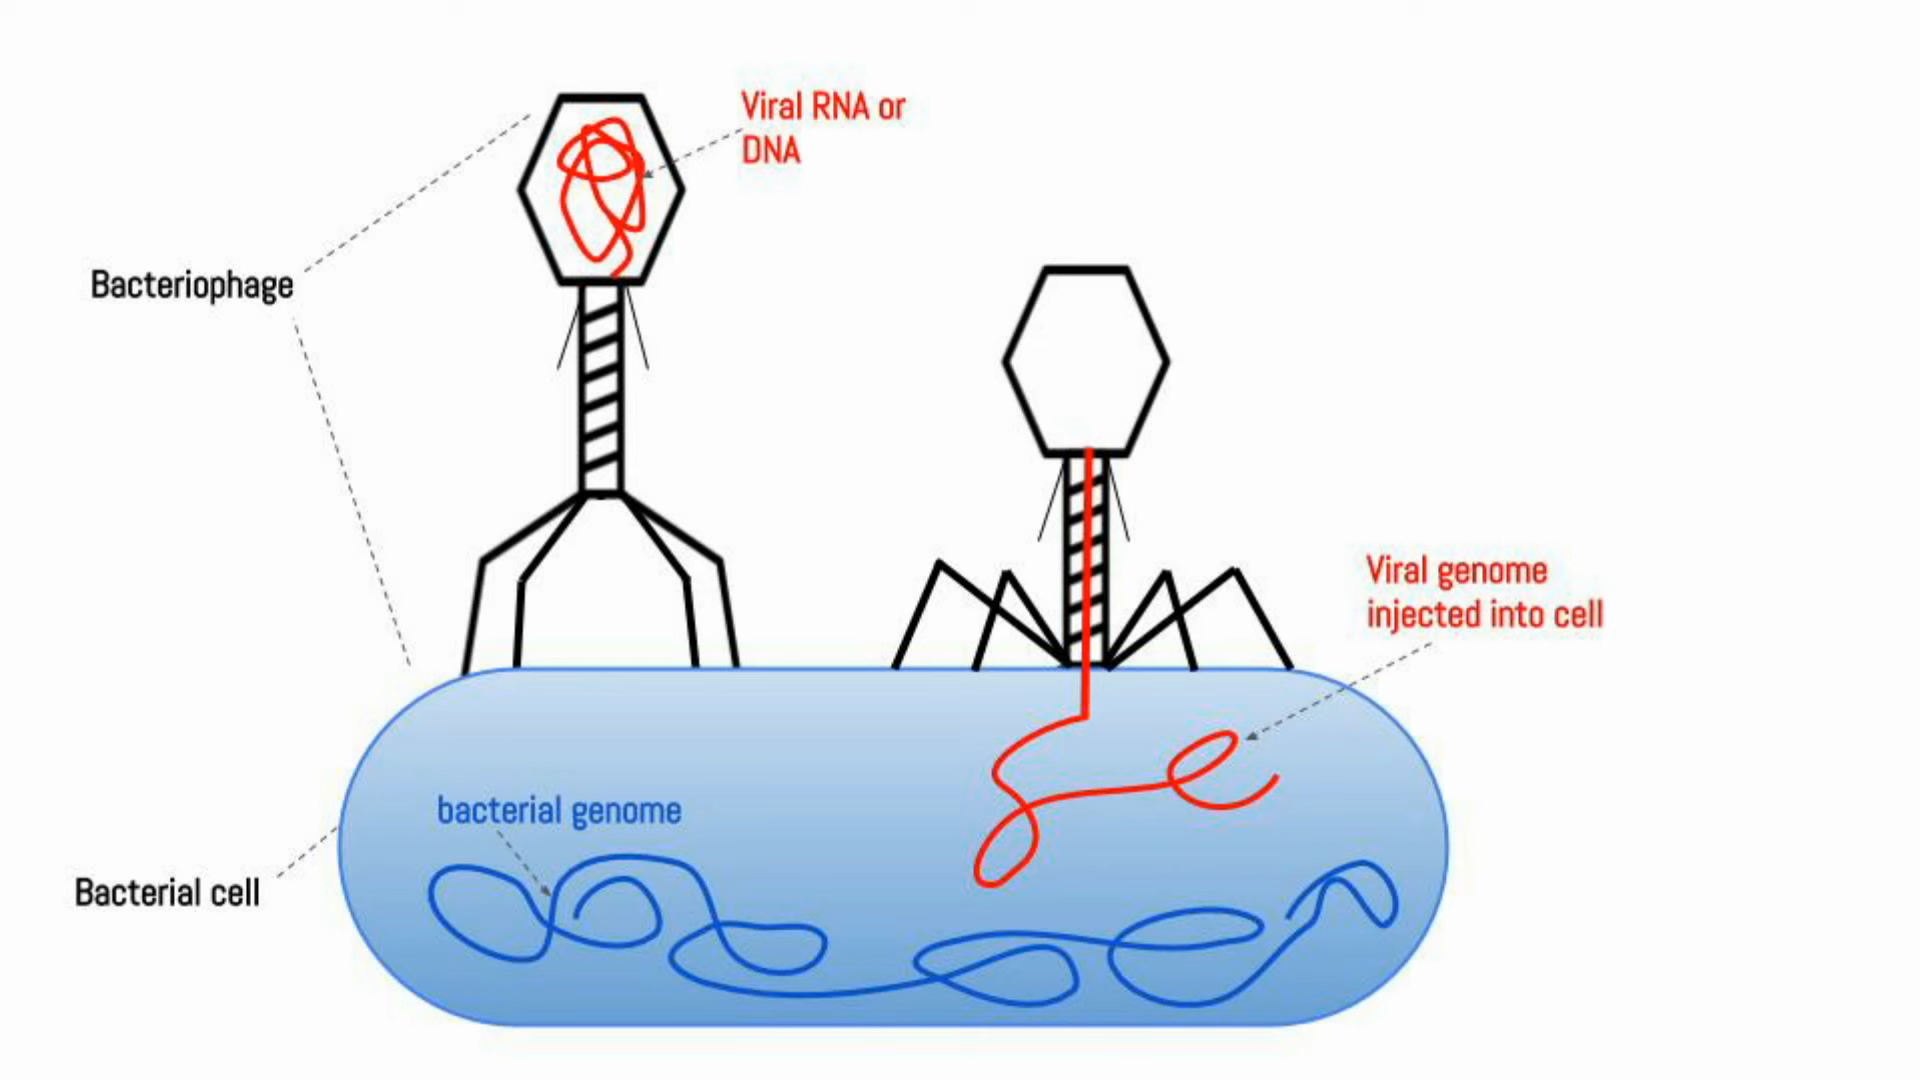 Viral RNA or
DNA
Bacteriophage
Viral genome
injected into cell
bacterial genome
Bacterial cell